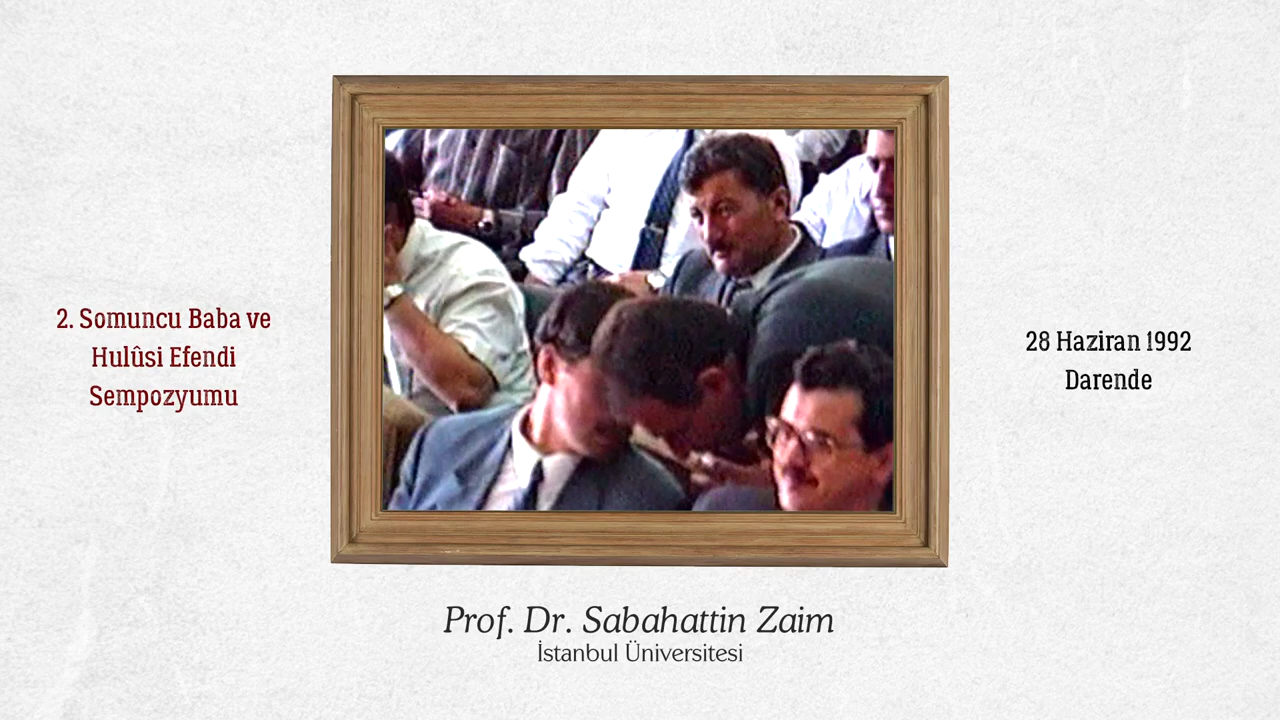 2. Somuncu Baba ve
Hulûsi Efendi
Sempozyumu
28 Haziran 1992
Darende
Prof. Dr. Sabahattin Zaim
İstanbul Üniversitesi